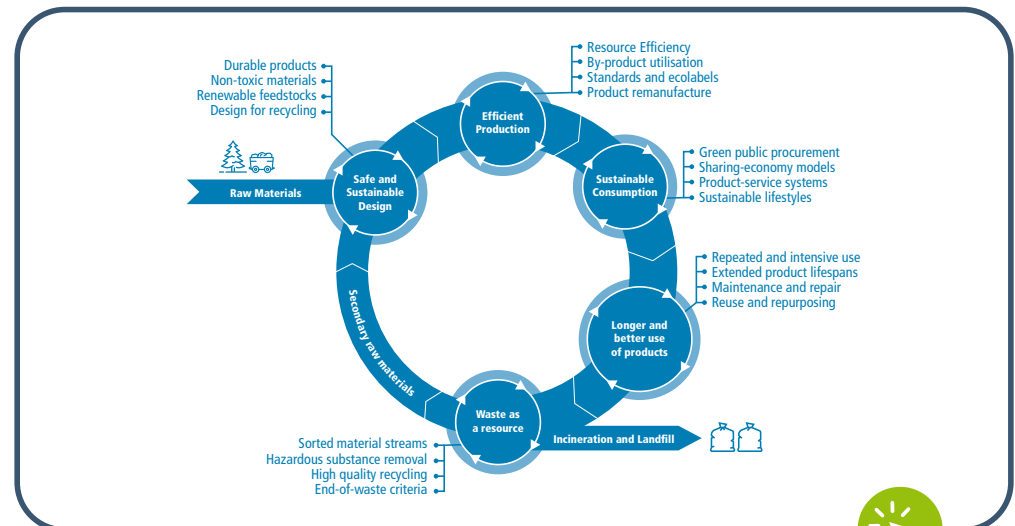 Durable products
Non-toxic materials
Renewable feedstocks
Design for recycling
Resource Efficiency
By-product utilisation
Standards and ecolabels
Product remanufacture
Efficient
Production
Raw Materials
Safe and
Sustainable
Design
Sustainable
Consumption
Green public procurement
Sharing-economy models
Product-service systems
Sustainable lifestyles
Repeated and intensive use
Extended product lifespans
Maintenance and repair
Reuse and repurposing
Longer and
better use
of products
Secondary raw materials
Waste as
a resource
Incineration and Landfill
Sorted material streams
Hazardous substance removal
High quality recycling
End-of-waste criteria